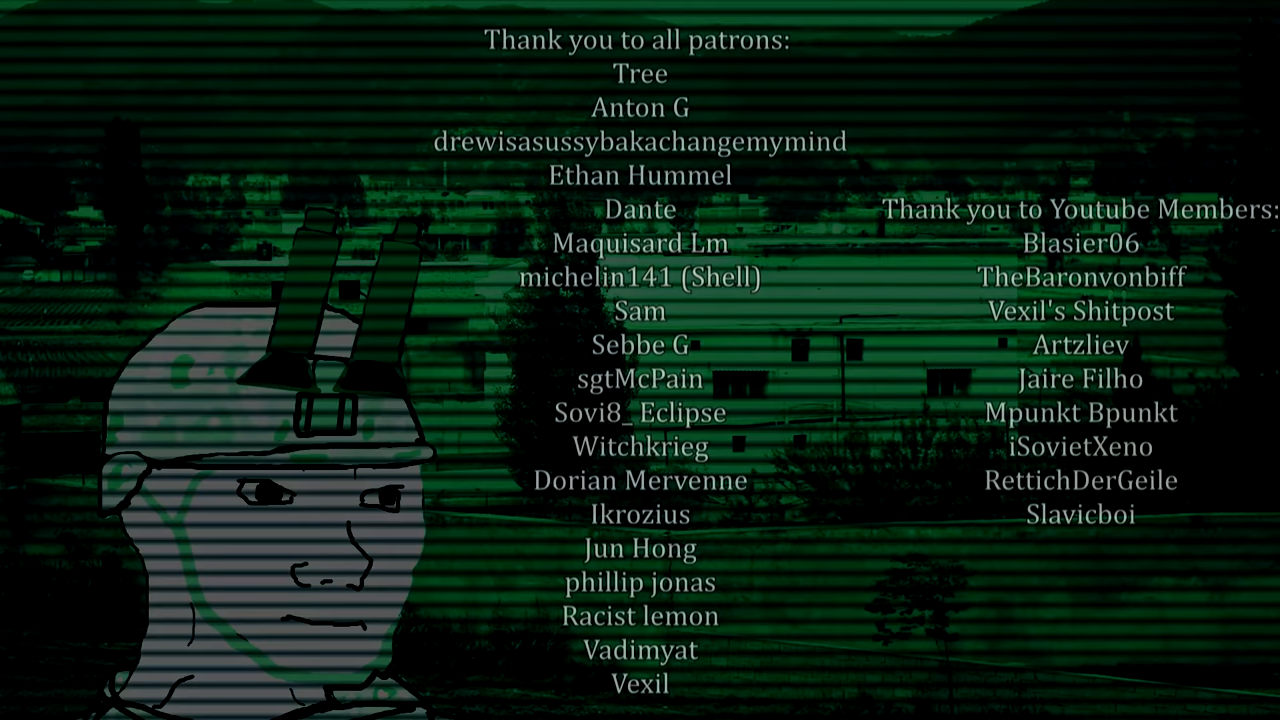 Thank you to all patrons:
Tree
Anton G
drewisasussybakachangemymind
Ethan Hummel
Dante
Maquisard Lm
michelin141 (Shell)
Sam
Sebbe G
sgtMcPain
Sovi8_ Eclipse
Witchkrieg
Dorian Mervenne
Ikrozius
Jun Hong
phillip jonas
Racist lemon
Vadimyat
Vexil
Thank you to Youtube Members:
Blasier06
TheBaronvonbiff
Vexil's Shitpost
Artzliev
Jaire Filho
Mpunkt Bpunkt
iSovietXeno
RettichDerGeile
Slavicboi